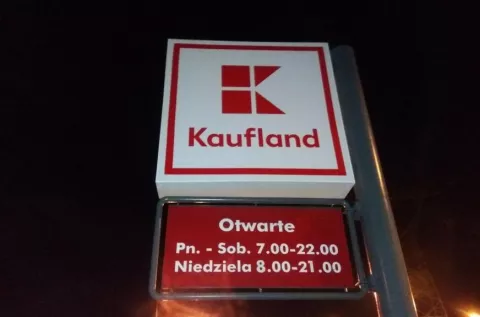 Kaufland
Otwarte
Pn. - Sob. 7.00-22.00
Niedziela 8.00-21.00